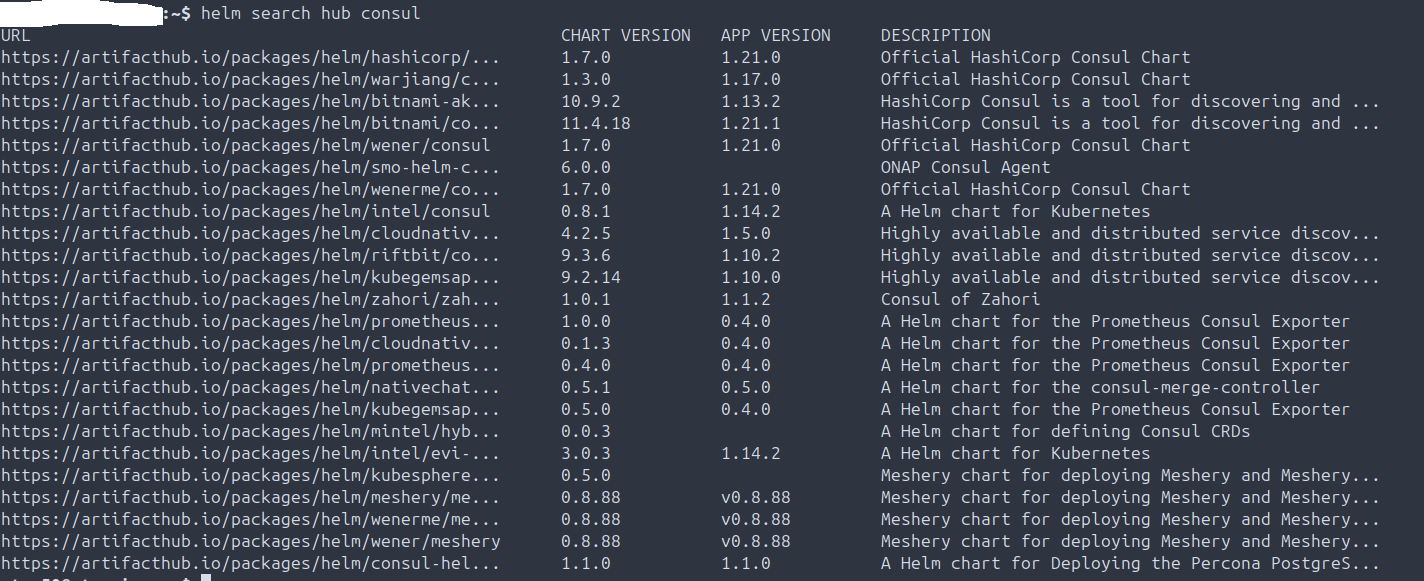 :~$ helm search hub consul
URL CHART VERSION APP VERSION DESCRIPTION
https://artifacthub.io/packages/helm/hashicorp/... 1.7.0 1.21.0 Official HashiCorp Consul Chart
https://artifacthub.io/packages/helm/warjiang/c... 1.3.0 1.17.0 Official HashiCorp Consul Chart
https://artifacthub.io/packages/helm/bitnami-ak... 10.9.2 1.13.2 HashiCorp Consul is a tool for discovering and ...
https://artifacthub.io/packages/helm/bitnami/co... 11.4.18 1.21.1 HashiCorp Consul is a tool for discovering and ...
https://artifacthub.io/packages/helm/wener/consul 1.7.0 1.21.0 Official HashiCorp Consul Chart
https://artifacthub.io/packages/helm/smo-helm-c... 6.0.0 ONAP Consul Agent
https://artifacthub.io/packages/helm/wenerme/co... 1.7.0 1.21.0 Official HashiCorp Consul Chart
https://artifacthub.io/packages/helm/intel/consul 0.8.1 1.14.2 A Helm chart for Kubernetes
https://artifacthub.io/packages/helm/cloudnativ... 4.2.5 1.5.0 Highly available and distributed service discov...
https://artifacthub.io/packages/helm/riftbit/co... 9.3.6 1.10.2 Highly available and distributed service discov...
https://artifacthub.io/packages/helm/kubegemsap... 9.2.14 1.10.0 Highly available and distributed service discov...
https://artifacthub.io/packages/helm/zahori/zah... 1.0.1 1.1.2 Consul of Zahori
https://artifacthub.io/packages/helm/prometheus... 1.0.0 0.4.0 A Helm chart for the Prometheus Consul Exporter
https://artifacthub.io/packages/helm/cloudnativ... 0.1.3 0.4.0 A Helm chart for the Prometheus Consul Exporter
https://artifacthub.io/packages/helm/prometheus... 0.4.0 0.4.0 A Helm chart for the Prometheus Consul Exporter
https://artifacthub.io/packages/helm/nativechat... 0.5.1 0.5.0 A Helm chart for the consul-merge-controller
https://artifacthub.io/packages/helm/kubegemsap... 0.5.0 0.4.0 A Helm chart for the Prometheus Consul Exporter
https://artifacthub.io/packages/helm/mintel/hyb... 0.0.3 A Helm chart for defining Consul CRDs
https://artifacthub.io/packages/helm/intel/evi-... 3.0.3 1.14.2 A Helm chart for Kubernetes
https://artifacthub.io/packages/helm/kubesphere... 0.5.0 Meshery chart for deploying Meshery and Meshery...
https://artifacthub.io/packages/helm/meshery/me... 0.8.88 v0.8.88 Meshery chart for deploying Meshery and Meshery...
https://artifacthub.io/packages/helm/wenerme/me... 0.8.88 v0.8.88 Meshery chart for deploying Meshery and Meshery...
https://artifacthub.io/packages/helm/wener/meshery 0.8.88 v0.8.88 Meshery chart for deploying Meshery and Meshery...
https://artifacthub.io/packages/helm/consul-hel... 1.1.0 1.1.0 A Helm chart for Deploying the Percona PostgreS...